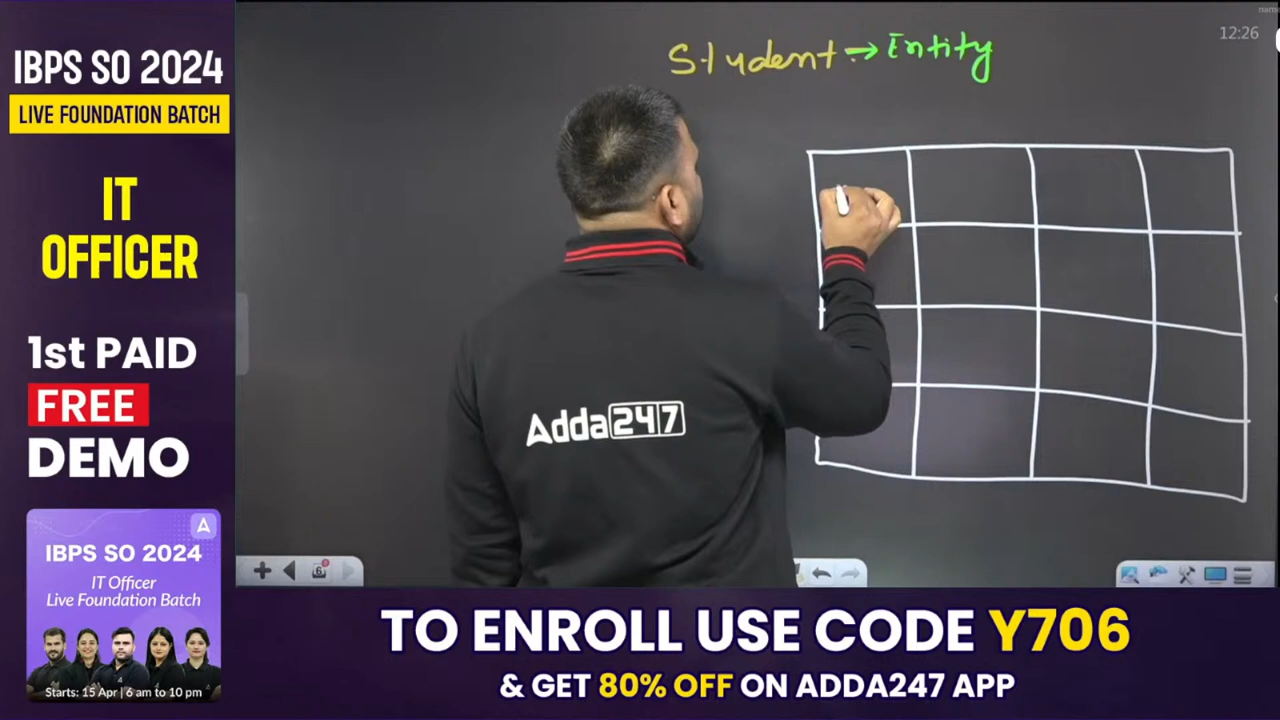 IBPS SO 2024
LIVE FOUNDATION BATCH
IT
OFFICER
1st PAID
FREE
DEMO
IBPS SO 2024
IT Officer
Live Foundation Batch
Starts: 15 Apr | 6 am to 10 pm
Student → Entity
12:26
Adda247
6
TO ENROLL USE CODE Y706
& GET 80% OFF ON ADDA247 APP